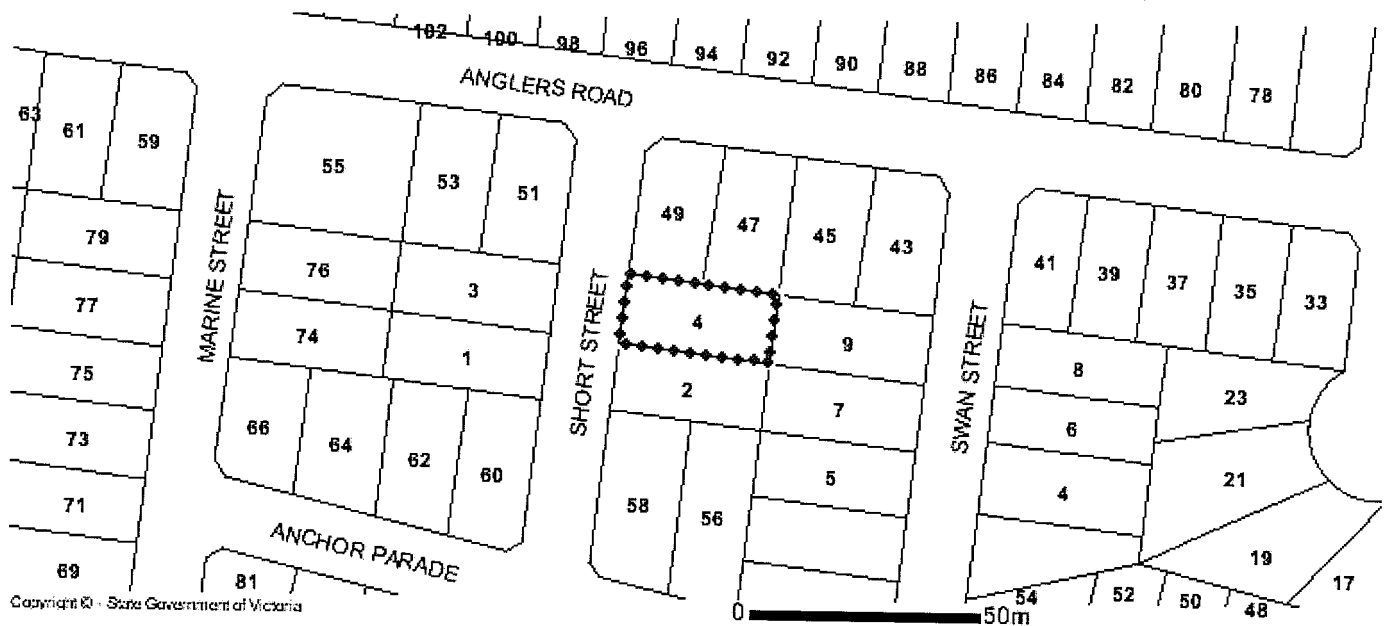 102 100 98 96 94 92 90 88 86 84 82 80 78
ANGLERS ROAD
63 61 59
55 53 51
49 47 45 43
41 39 37 35 33
79
77
75
73
71
69
MARINE STREET
76
74
3
1
66 64 62 60
SHORT STREET
4
2
9
7
5
58 56
SWAN STREET
8
6
4
23
21
19
17
54 52 50 48
ANCHOR PARADE
81
Copyright © - State Government of Victoria
0 50m